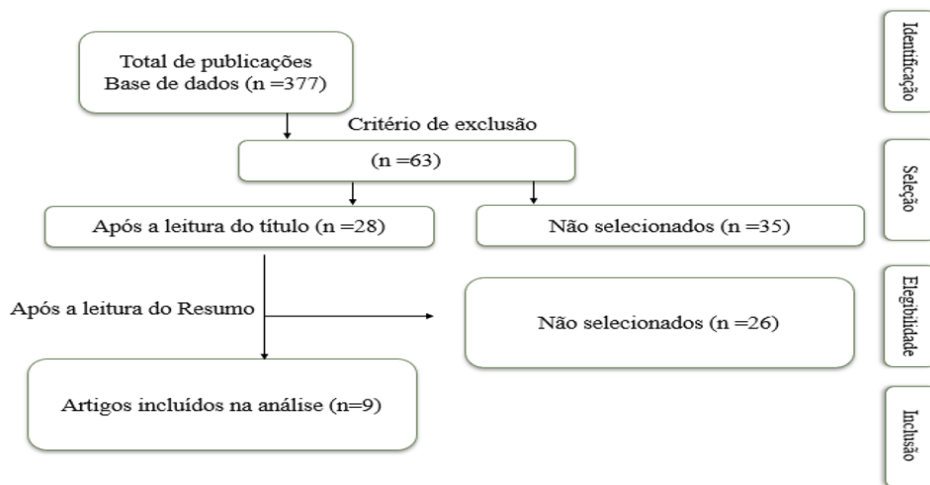 Total de publicações
Base de dados (n =377)
Identificação
Critério de exclusão
(n =63)
Seleção
Após a leitura do título (n =28)
Não selecionados (n =35)
Após a leitura do Resumo
Não selecionados (n =26)
Elegibilidade
Artigos incluídos na análise (n=9)
Inclusão